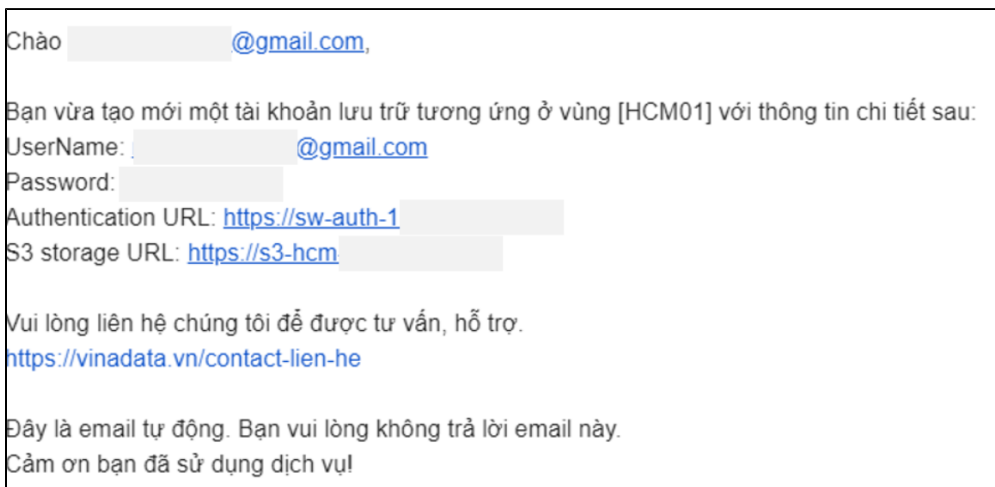 Chào @gmail.com,
Bạn vừa tạo mới một tài khoản lưu trữ tương ứng ở vùng [HCM01] với thông tin chi tiết sau:
UserName: @gmail.com
Password:
Authentication URL: https://sw-auth-1
S3 storage URL: https://s3-hcm
Vui lòng liên hệ chúng tôi để được tư vấn, hỗ trợ.
https://vinadata.vn/contact-lien-he
Đây là email tự động. Bạn vui lòng không trả lời email này.
Cảm ơn bạn đã sử dụng dịch vụ!